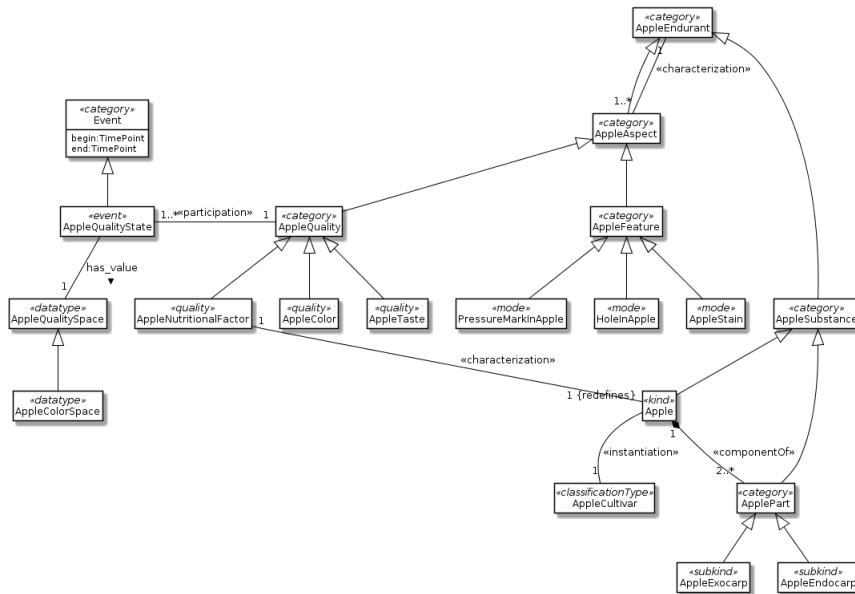 «category»
AppleEndurant
1
«characterization»
1..*
«category»
AppleAspect
«category»
Event
begin:TimePoint
end:TimePoint
«event»
AppleQualityState
1..*
«participation»
1
«category»
AppleQuality
«category»
AppleFeature
has_value
1
«datatype»
AppleQualitySpace
«quality»
AppleNutritionalFactor
«quality»
AppleColor
«quality»
AppleTaste
«mode»
PressureMarkInApple
«mode»
HoleInApple
«mode»
AppleStain
«category»
AppleSubstance
1
«characterization»
1 {redefines}
«datatype»
AppleColorSpace
«kind»
Apple
1
«instantiation»
1
«componentOf»
2..*
«classificationType»
AppleCultivar
«category»
ApplePart
«subkind»
AppleExocarp
«subkind»
AppleEndocarp